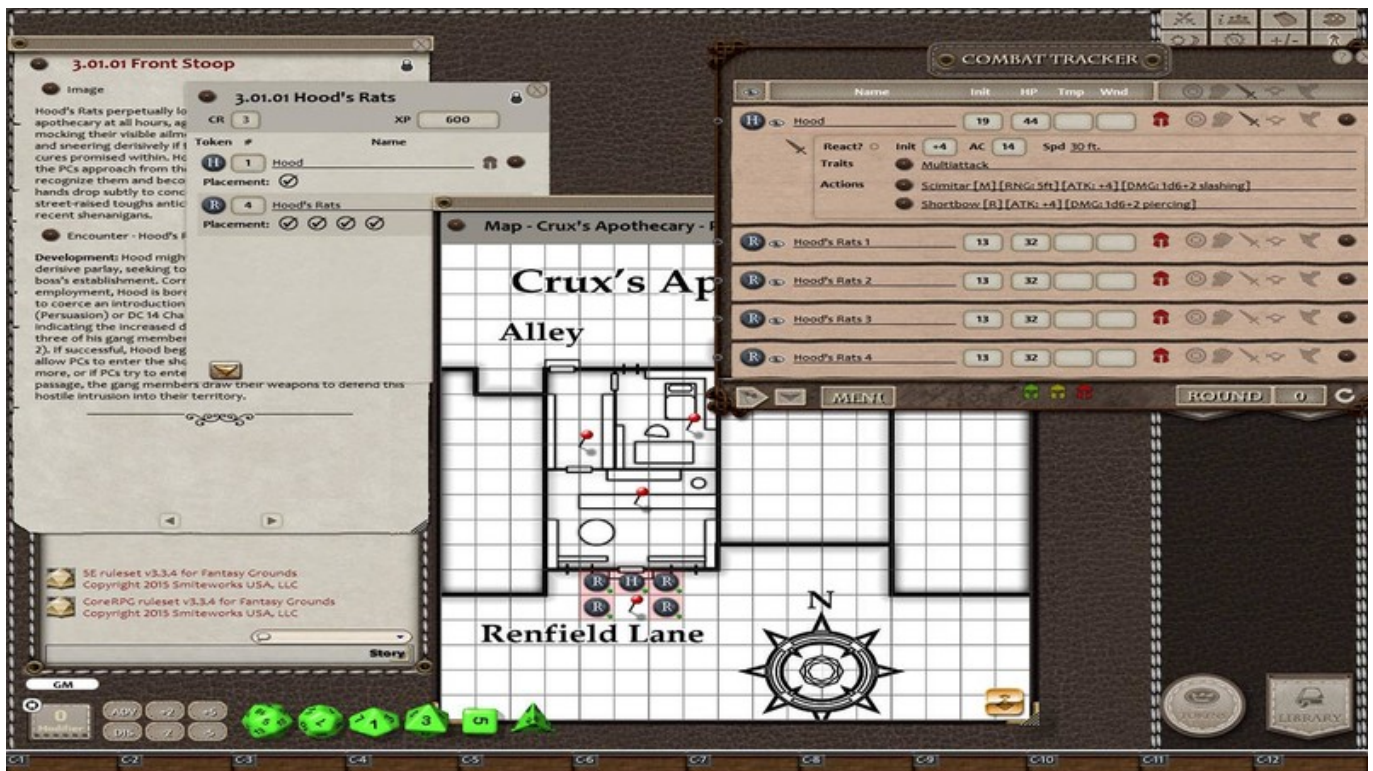 3.01.01 Front Stoop
Image
Hood's Rats perpetually lo
apothecary at all hours, ag
mocking their visible ailm
and sneering derisively if
cures promised within. Ho
the PCs approach from th
recognize them and beco
hands drop subtly to conc
street-raised toughs antic
recent shenanigans.
Encounter - Hood's R
Development: Hood migh
derisive parlay, seeking to
boss's establishment. Corr
employment, Hood is bor
to coerce an introduction
(Persuasion) or DC 14 Cha
indicating the increased d
three of his gang member
2). If successful, Hood beg
allow PCs to enter the sho
more, or if PCs try to ente
passage, the gang members draw their weapons to defend this
hostile intrusion into their territory.
3.01.01 Hood's Rats
CR 3 XP 600
Token # Name
H 1 Hood
Placement:
R 4 Hood's Rats
Placement:
Map - Crux's Apothecary -
Crux's Ap
Alley
R H R
R R
Renfield Lane
N
COMBAT TRACKER
Name Init HP Tmp Wnd
H Hood 19 44
React? Init +4 AC 14 Spd 30 ft.
Traits Multiattack
Actions Scimitar [M] [RNG: 5ft] [ATK: +4] [DMG: 1d6+2 slashing]
Shortbow [R] [ATK: +4] [DMG: 1d6+2 piercing]
R Hood's Rats 1 13 32
R Hood's Rats 2 13 32
R Hood's Rats 3 13 32
R Hood's Rats 4 13 32
MENU ROUND 0
5E ruleset v3.3.4 for Fantasy Grounds
Copyright 2015 Smiteworks USA, LLC
CoreRPG ruleset v3.3.4 for Fantasy Grounds
Copyright 2015 Smiteworks USA, LLC
Story
GM
0
Modifier
ADV +2 +5
DIS -2 -5
TOKENS
LIBRARY
C-1 C-2 C-3 C-4 C-5 C-6 C-7 C-8 C-9 C-10 C-11 C-12